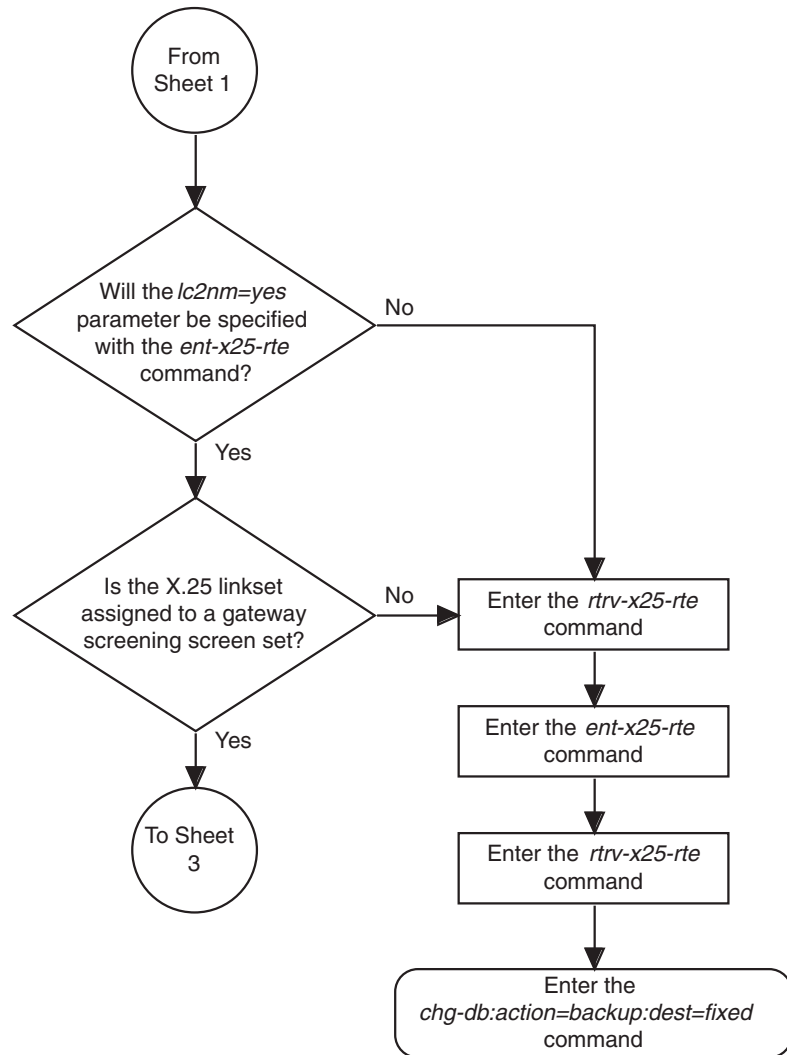 From
Sheet 1
Will the lc2nm=yes
parameter be specified
with the ent-x25-rte
command?
No
Yes
Is the X.25 linkset
assigned to a gateway
screening screen set?
No
Yes
To Sheet
3
Enter the rtrv-x25-rte
command
Enter the ent-x25-rte
command
Enter the rtrv-x25-rte
command
Enter the
chg-db:action=backup:dest=fixed
command